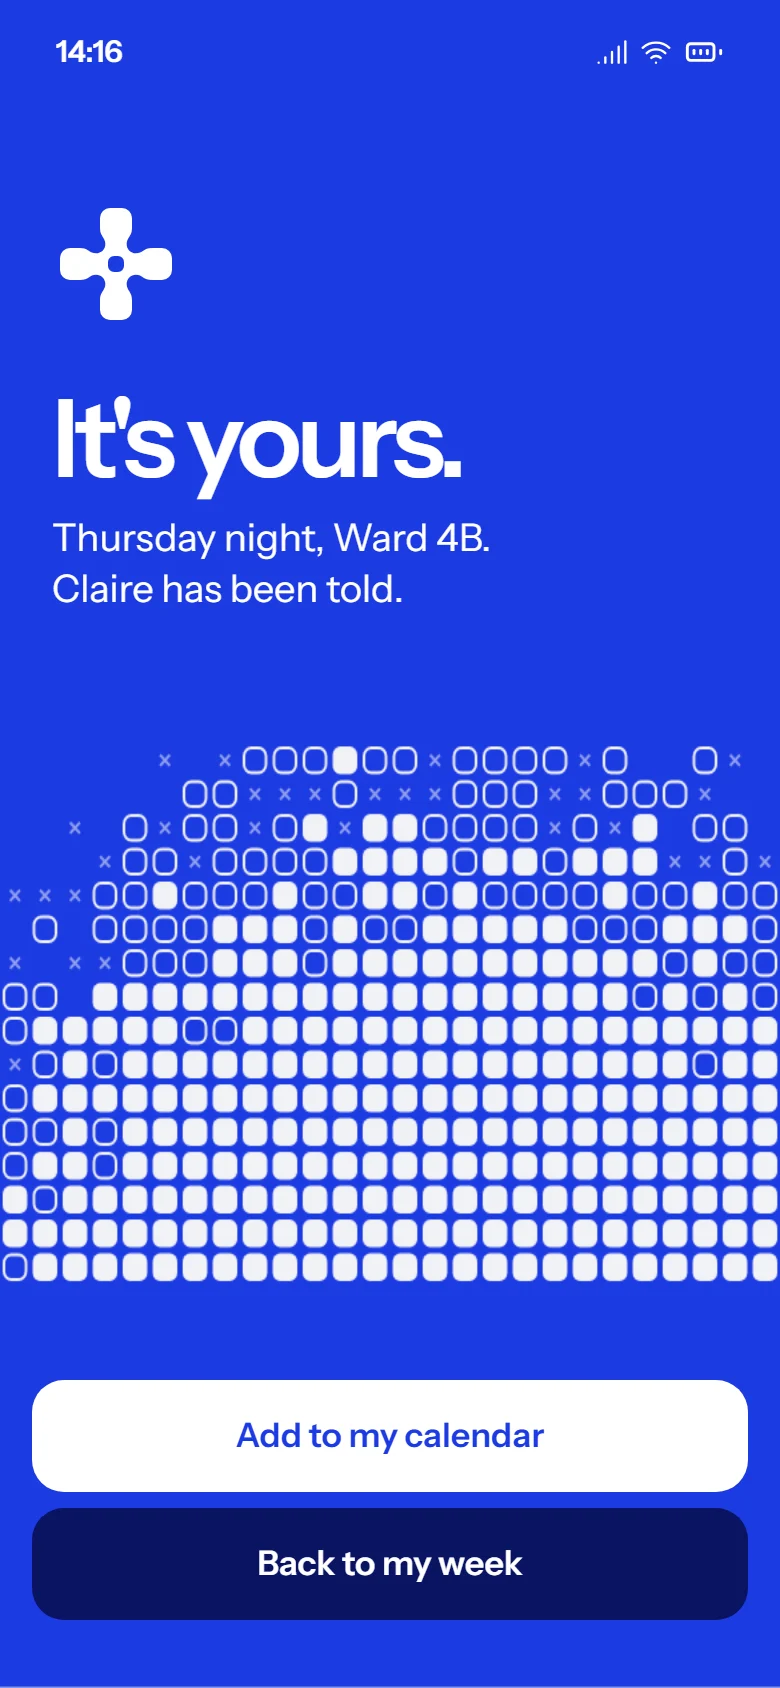 14:16
It's yours.
Thursday night, Ward 4B.
Claire has been told.
Add to my calendar
Back to my week